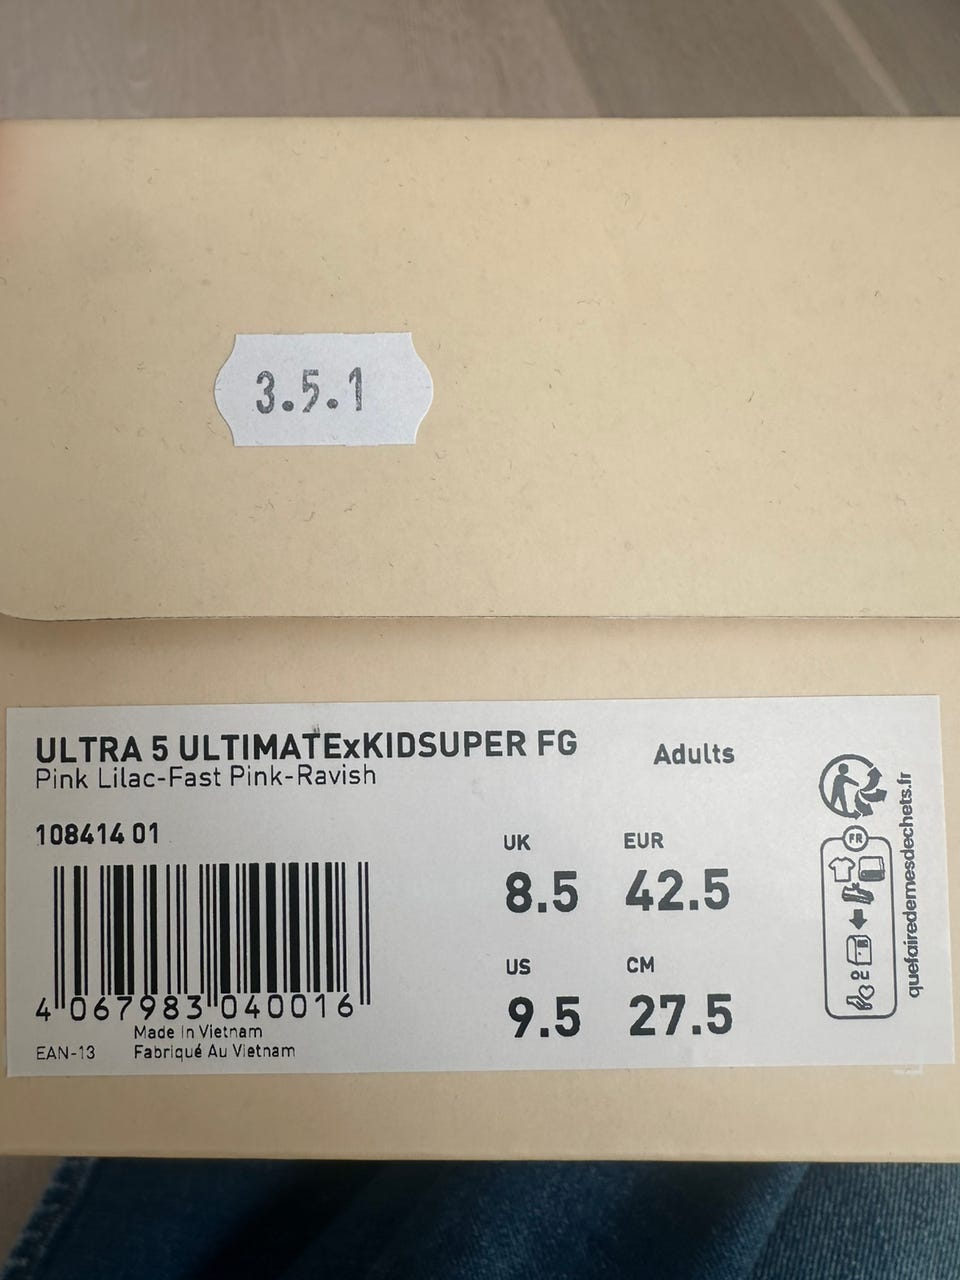 3.5.1
ULTRA 5 ULTIMATExKIDSUPER FG
Pink Lilac-Fast Pink-Ravish
Adults
108414 01
UK EUR
8.5 42.5
US CM
9.5 27.5
4 067983 040016
Made In Vietnam
EAN-13 Fabriqué Au Vietnam
FR
quefairedemesdechets.fr